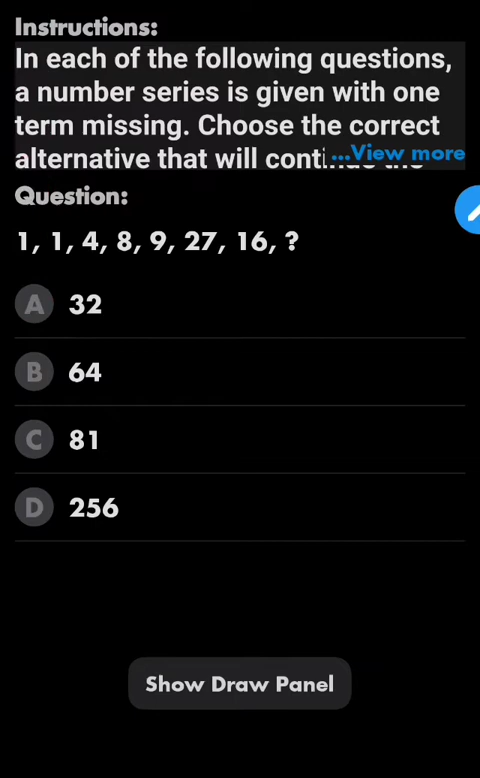 Instructions:
In each of the following questions,
a number series is given with one
term missing. Choose the correct
alternative that will conti ...View more
Question:
1, 1, 4, 8, 9, 27, 16, ?
A 32
B 64
C 81
D 256
Show Draw Panel